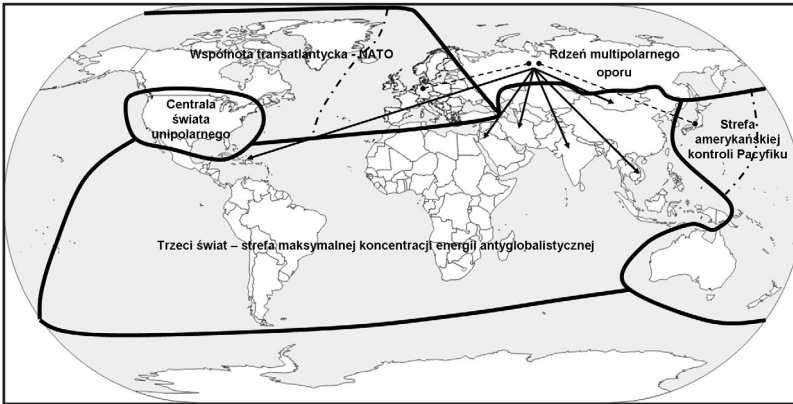 Wspólnota transatlantycka - NATO
Rdzeń multipolarnego
oporu
Centrala
świata
unipolarnego
Strefa
amerykańskiej
kontroli Pacyfiku
Trzeci świat – strefa maksymalnej koncentracji energii antyglobalistycznej